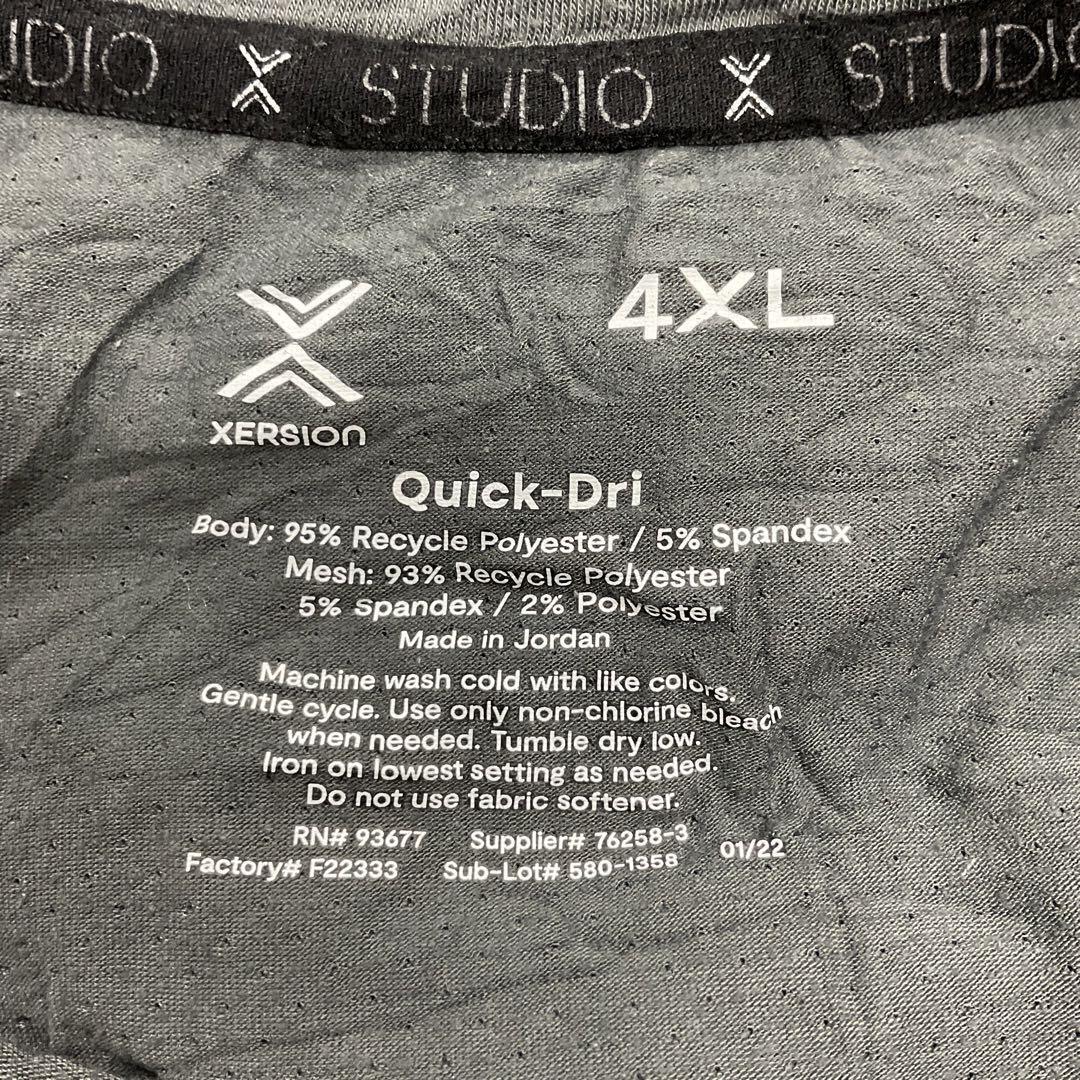 UDIO STUDIO STUDIO
4XL
XERSION
Quick-Dri
Body: 95% Recycle Polyester / 5% Spandex
Mesh: 93% Recycle Polyester
5% Spandex / 2% Polyester
Made in Jordan
Machine wash cold with like colors.
Gentle cycle. Use only non-chlorine bleach
when needed. Tumble dry low.
Iron on lowest setting as needed.
Do not use fabric softener.
RN# 93677 Supplier# 76258-3 01/22
Factory# F22333 Sub-Lot# 580-1358